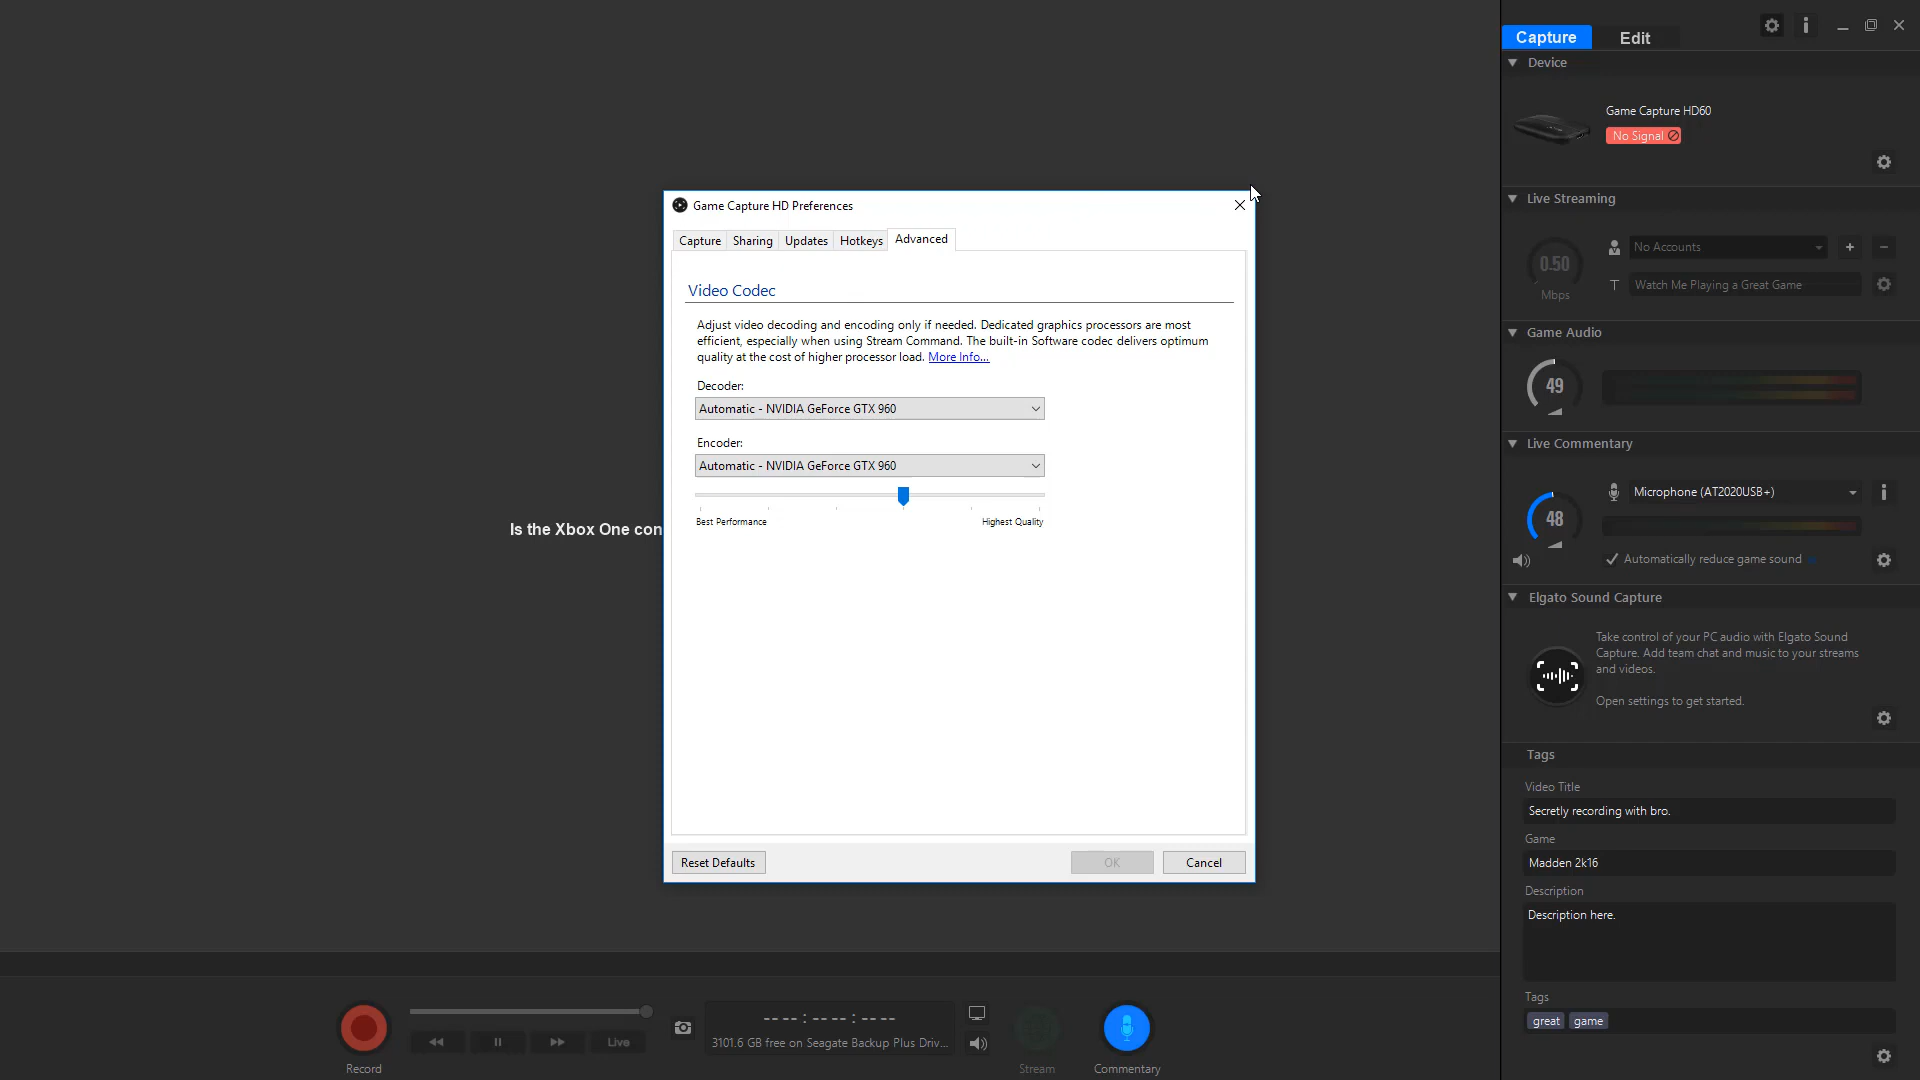 Capture
Edit
Device
Game Capture HD60
No Signal
Live Streaming
0.50
Mbps
No Accounts
+
−
T
Watch Me Playing a Great Game
Game Audio
49
Live Commentary
48
Microphone (AT2020USB+)
Automatically reduce game sound
Elgato Sound Capture
Take control of your PC audio with Elgato Sound
Capture. Add team chat and music to your streams
and videos.
Open settings to get started.
Tags
Video Title
Secretly recording with bro.
Game
Madden 2k16
Description
Description here.
Tags
great game
Is the Xbox One con
Game Capture HD Preferences
Capture Sharing Updates Hotkeys Advanced
Video Codec
Adjust video decoding and encoding only if needed. Dedicated graphics processors are most
efficient, especially when using Stream Command. The built-in Software codec delivers optimum
quality at the cost of higher processor load. More Info...
Decoder:
Automatic - NVIDIA GeForce GTX 960
Encoder:
Automatic - NVIDIA GeForce GTX 960
Best Performance Highest Quality
Reset Defaults OK Cancel
Record
Live
-- -- : -- -- : -- --
3101.6 GB free on Seagate Backup Plus Driv...
Stream
Commentary